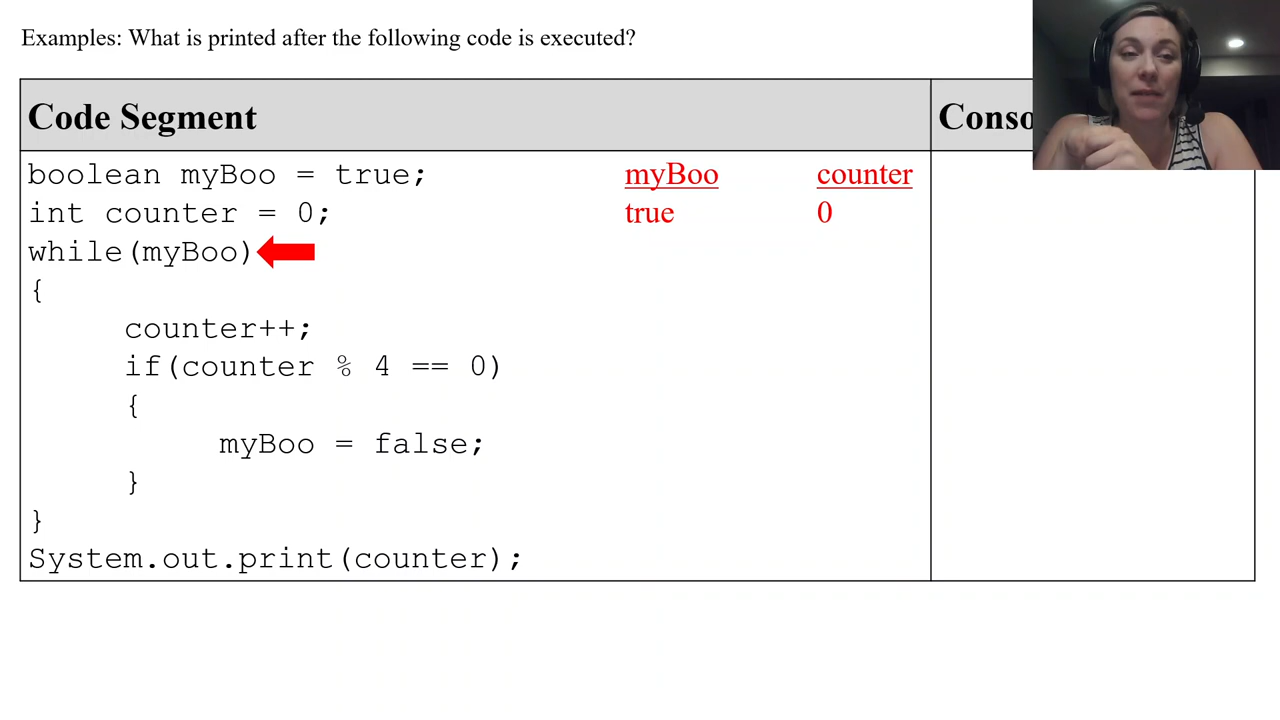 Examples: What is printed after the following code is executed?
Code Segment
Conso
boolean myBoo = true;
myBoo
counter
int counter = 0;
true
0
while(myBoo)
{
counter++;
if(counter % 4 == 0)
{
myBoo = false;
}
}
System.out.print(counter);